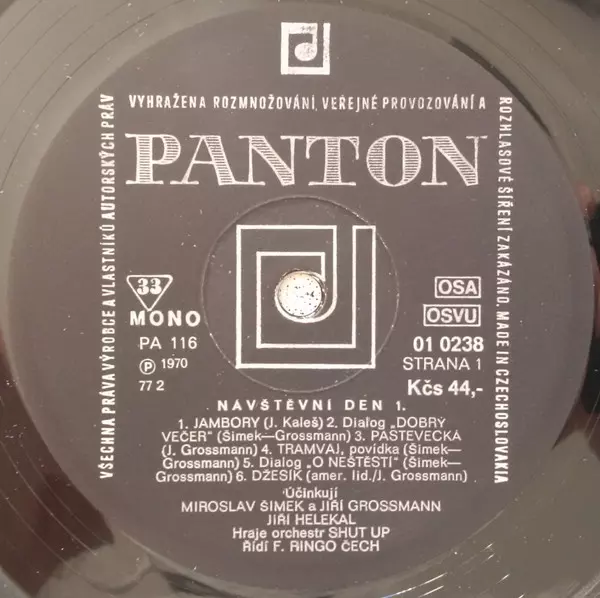 VYHRAŽENA ROZMNOŽOVÁNÍ, VEŘEJNÉ PROVOZOVÁNÍ A
ROZHLASOVÉ ŠÍŘENÍ ZAKÁZÁNO. MADE IN CZECHOSLOVAKIA
VŠECHNA PRÁVA VÝROBCE A VLASTNÍKŮ AUTORSKÝCH PRÁV
PANTON
33
MONO
PA 116
Ⓟ 1970
77 2
OSA
OSVU
01 0238
STRANA 1
Kčs 44,-
NÁVŠTĚVNÍ DEN 1.
1. JAMBORY (J. Kaleš) 2. Dialog „DOBRÝ
VEČER" (Šimek—Grossmann) 3. PASTEVECKÁ
(J. Grossmann) 4. TRAMVAJ, povídka (Šimek—
Grossmann) 5. Dialog „O NEŠTĚSTÍ" (Šimek—
Grossmann) 6. DŽESIK (amer. lid./J. Grossmann)
Účinkují
MIROSLAV ŠIMEK a JIŘÍ GROSSMANN
JIŘÍ HELEKAL
Hraje orchestr SHUT UP
Řídí F. RINGO ČECH